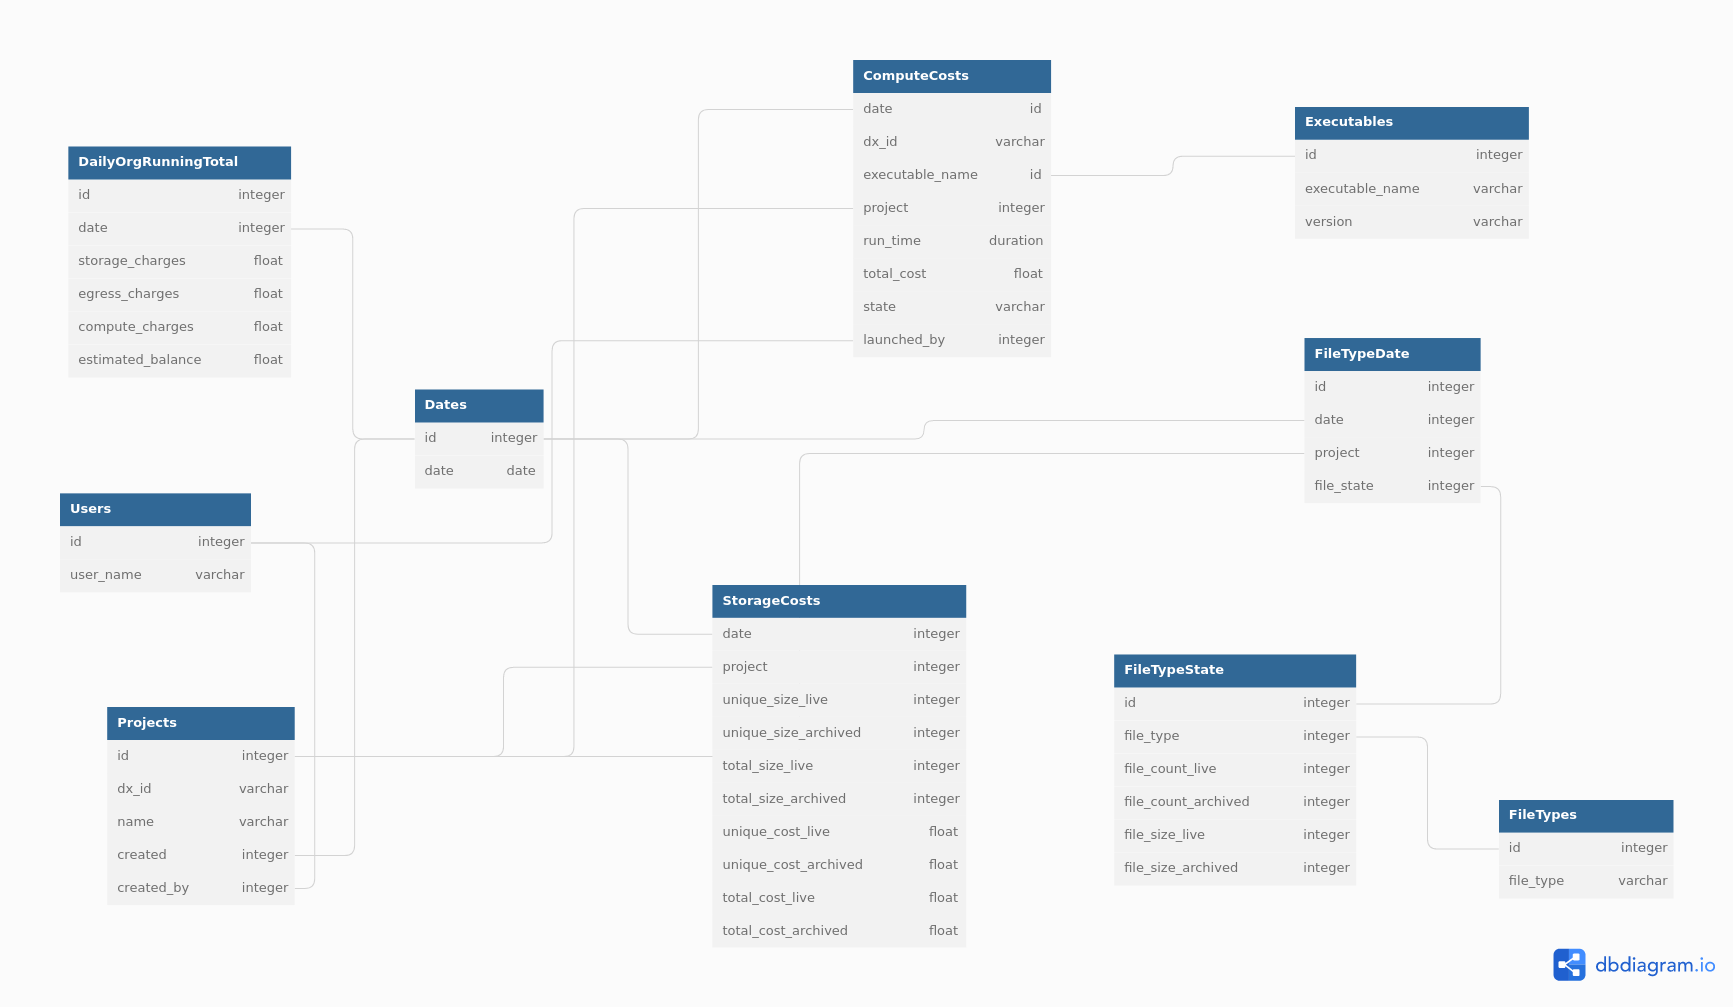 DailyOrgRunningTotal
id integer
date integer
storage_charges float
egress_charges float
compute_charges float
estimated_balance float
Dates
id integer
date date
Users
id integer
user_name varchar
Projects
id integer
dx_id varchar
name varchar
created integer
created_by integer
ComputeCosts
date id
dx_id varchar
executable_name id
project integer
run_time duration
total_cost float
state varchar
launched_by integer
StorageCosts
date integer
project integer
unique_size_live integer
unique_size_archived integer
total_size_live integer
total_size_archived integer
unique_cost_live float
unique_cost_archived float
total_cost_live float
total_cost_archived float
Executables
id integer
executable_name varchar
version varchar
FileTypeDate
id integer
date integer
project integer
file_state integer
FileTypeState
id integer
file_type integer
file_count_live integer
file_count_archived integer
file_size_live integer
file_size_archived integer
FileTypes
id integer
file_type varchar
dbdiagram.io